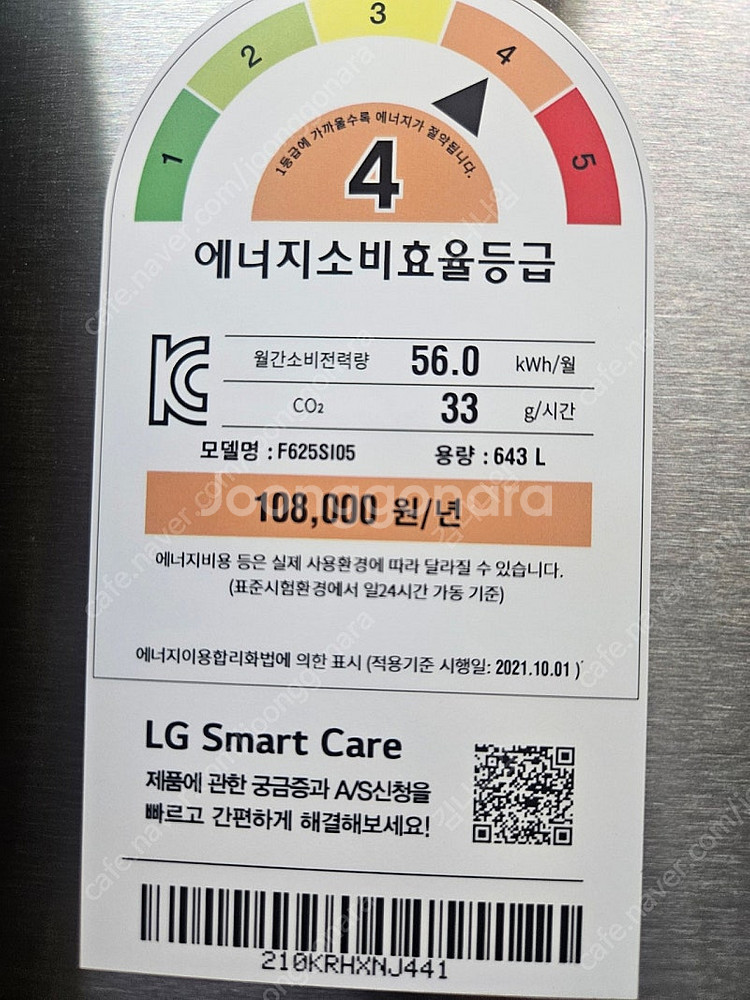 1
2
3
4
5
1등급에 가까울수록 에너지가 절약됩니다.
4
에너지소비효율등급
월간소비전력량 56.0 kWh/월
CO₂ 33 g/시간
모델명 : F625SI05 용량 : 643 L
108,000 원/년
Joonggonara
에너지비용 등은 실제 사용환경에 따라 달라질 수 있습니다.
(표준시험환경에서 일24시간 가동 기준)
에너지이용합리화법에 의한 표시 (적용기준 시행일: 2021.10.01 )
LG Smart Care
제품에 관한 궁금증과 A/S신청을
빠르고 간편하게 해결해보세요!
210KRHXNJ441
cafe.naver.com/joonggonara